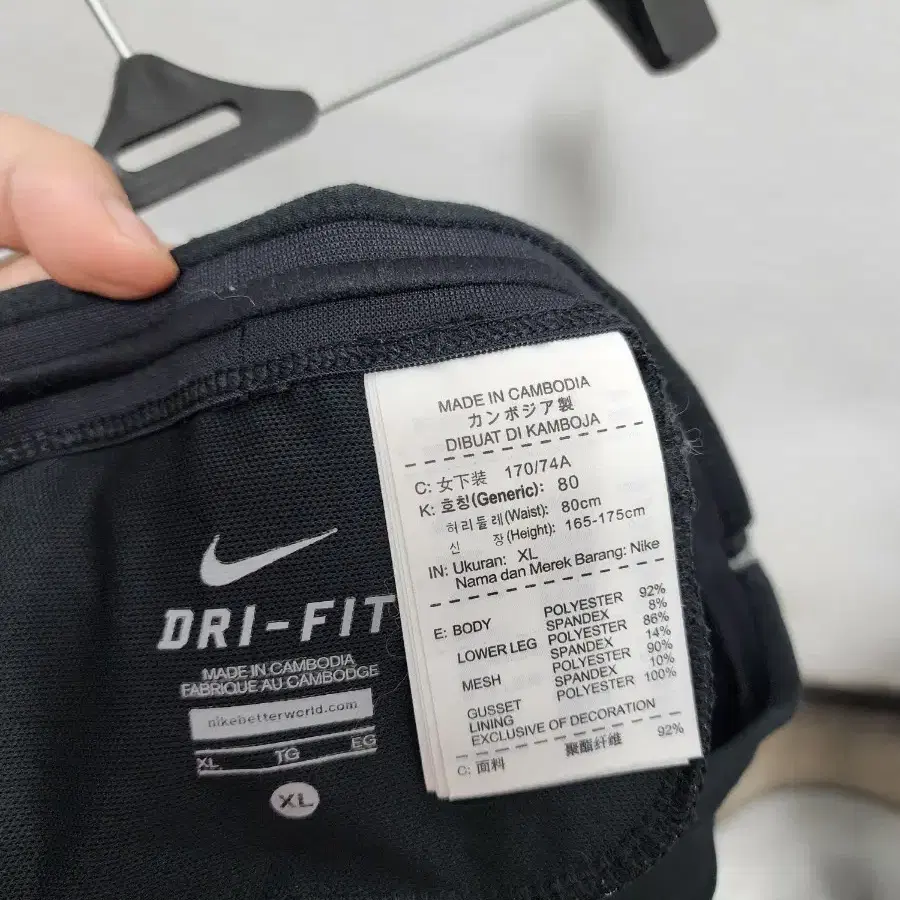 MADE IN CAMBODIA
カンボジア製
DIBUAT DI KAMBOJA
C: 女下装 170/74A
K: 호칭(Generic): 80
허리둘레(Waist): 80cm
신 장(Height): 165-175cm
IN: Ukuran: XL
Nama dan Merek Barang: Nike
E: BODY POLYESTER 92%
SPANDEX 8%
LOWER LEG POLYESTER 86%
SPANDEX 14%
MESH POLYESTER 90%
SPANDEX 10%
GUSSET POLYESTER 100%
LINING
EXCLUSIVE OF DECORATION
C: 面料 聚酯纤维 92%
DRI-FIT
MADE IN CAMBODIA
FABRIQUE AU CAMBODGE
nikebetterworld.com
XL TG EG
XL